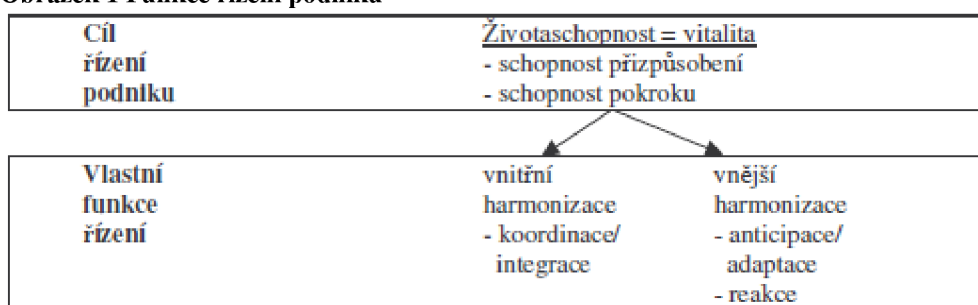 Obrázek 1 Funkce řízení podniku
Cíl Životaschopnost = vitalita
řízení - schopnost přizpůsobení
podniku - schopnost pokroku
Vlastní vnitřní vnější
funkce harmonizace harmonizace
řízení - koordinace/ - anticipace/
integrace adaptace
- reakce